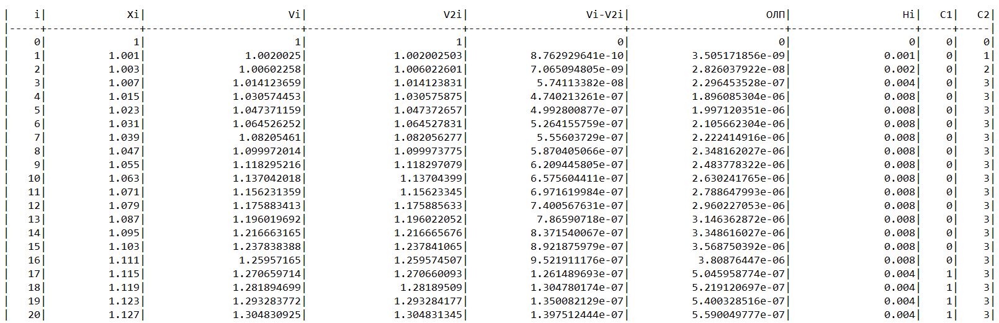 | i| Xi| Vi| V2i| Vi-V2i| ОЛП| Hi| C1| C2|
|-----+---------------+------------------------+------------------------+------------------------+------------------------+-------------------+-----+-----|
| 0| 1| 1| 1| 0| 0| 0| 0| 0|
| 1| 1.001| 1.0020025| 1.002002503| 8.762929641e-10| 3.505171856e-09| 0.001| 0| 1|
| 2| 1.003| 1.00602258| 1.006022601| 7.065094805e-09| 2.826037922e-08| 0.002| 0| 2|
| 3| 1.007| 1.014123659| 1.014123831| 5.74113382e-08| 2.296453528e-07| 0.004| 0| 3|
| 4| 1.015| 1.030574453| 1.030575875| 4.740213261e-07| 1.896085304e-06| 0.008| 0| 3|
| 5| 1.023| 1.047371159| 1.047372657| 4.992800877e-07| 1.997120351e-06| 0.008| 0| 3|
| 6| 1.031| 1.064526252| 1.064527831| 5.264155759e-07| 2.105662304e-06| 0.008| 0| 3|
| 7| 1.039| 1.08205461| 1.082056277| 5.55603729e-07| 2.222414916e-06| 0.008| 0| 3|
| 8| 1.047| 1.099972014| 1.099973775| 5.870405066e-07| 2.348162027e-06| 0.008| 0| 3|
| 9| 1.055| 1.118295216| 1.118297079| 6.209445805e-07| 2.483778322e-06| 0.008| 0| 3|
| 10| 1.063| 1.137042018| 1.13704399| 6.575604411e-07| 2.630241765e-06| 0.008| 0| 3|
| 11| 1.071| 1.156231359| 1.15623345| 6.971619984e-07| 2.788647993e-06| 0.008| 0| 3|
| 12| 1.079| 1.175883413| 1.175885633| 7.400567631e-07| 2.960227053e-06| 0.008| 0| 3|
| 13| 1.087| 1.196019692| 1.196022052| 7.86590718e-07| 3.146362872e-06| 0.008| 0| 3|
| 14| 1.095| 1.216663165| 1.216665676| 8.371540067e-07| 3.348616027e-06| 0.008| 0| 3|
| 15| 1.103| 1.237838388| 1.237841065| 8.921875979e-07| 3.568750392e-06| 0.008| 0| 3|
| 16| 1.111| 1.25957165| 1.259574507| 9.521911176e-07| 3.80876447e-06| 0.008| 0| 3|
| 17| 1.115| 1.270659714| 1.270660093| 1.261489693e-07| 5.045958774e-07| 0.004| 1| 3|
| 18| 1.119| 1.281894699| 1.28189509| 1.304780174e-07| 5.219120697e-07| 0.004| 1| 3|
| 19| 1.123| 1.293283772| 1.293284177| 1.350082129e-07| 5.400328516e-07| 0.004| 1| 3|
| 20| 1.127| 1.304830925| 1.304831345| 1.397512444e-07| 5.590049777e-07| 0.004| 1| 3|